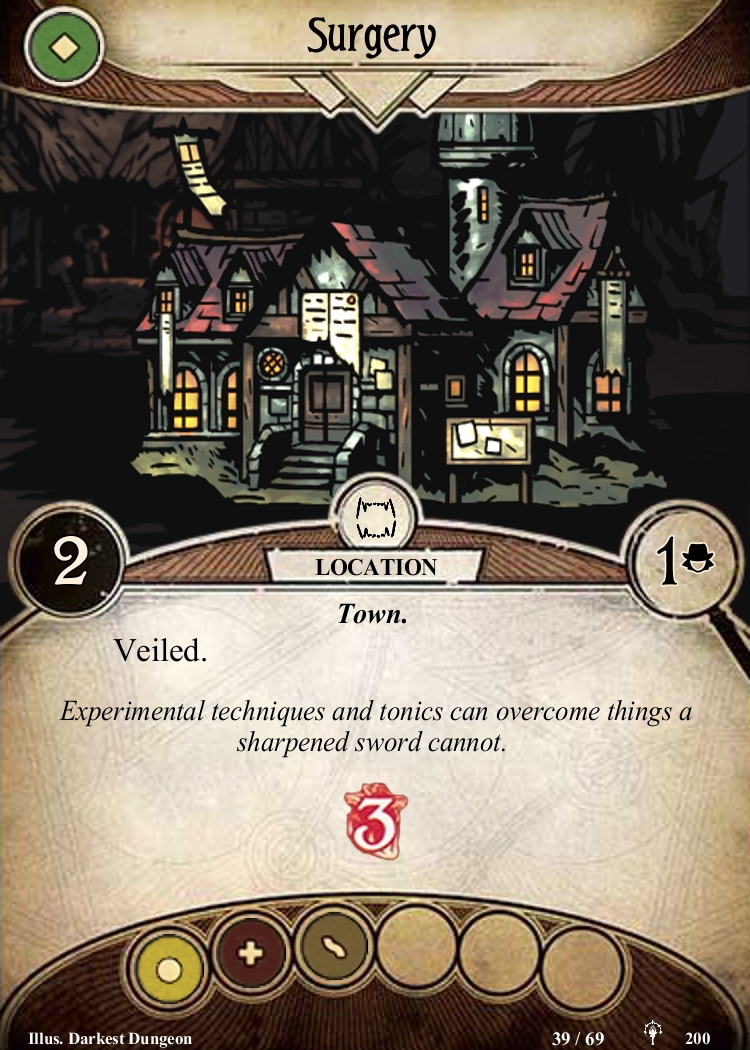 Surgery
2
1
LOCATION
Town.
Veiled.
Experimental techniques and tonics can overcome things a
sharpened sword cannot.
3
Illus. Darkest Dungeon
39 / 69
200